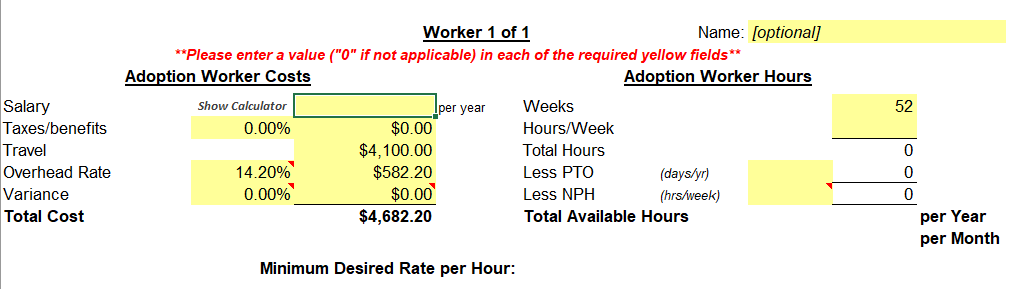 Worker 1 of 1 Name: [optional]
**Please enter a value ("0" if not applicable) in each of the required yellow fields**
Adoption Worker Costs Adoption Worker Hours
Salary Show Calculator per year Weeks 52
Taxes/benefits 0.00% $0.00 Hours/Week
Travel $4,100.00 Total Hours 0
Overhead Rate 14.20% $582.20 Less PTO (days/yr) 0
Variance 0.00% $0.00 Less NPH (hrs/week) 0
Total Cost $4,682.20 Total Available Hours per Year
per Month
Minimum Desired Rate per Hour: